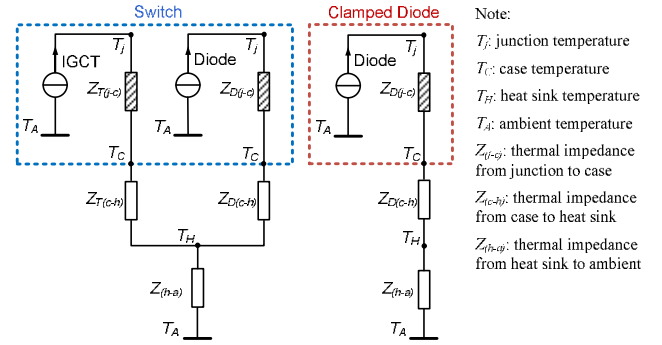 Switch
Clamped Diode
Note:
Tj
Tj
Tj
IGCT
Diode
Diode
ZT(j-c)
ZD(j-c)
ZD(j-c)
TA
TA
TA
TC
TC
TC
ZT(c-h)
ZD(c-h)
ZD(c-h)
TH
TH
Z(h-a)
Z(h-a)
TA
TA
Tj: junction temperature
TC: case temperature
TH: heat sink temperature
TA: ambient temperature
Z(j-c): thermal impedance
from junction to case
Z(c-h): thermal impedance
from case to heat sink
Z(h-a): thermal impedance
from heat sink to ambient